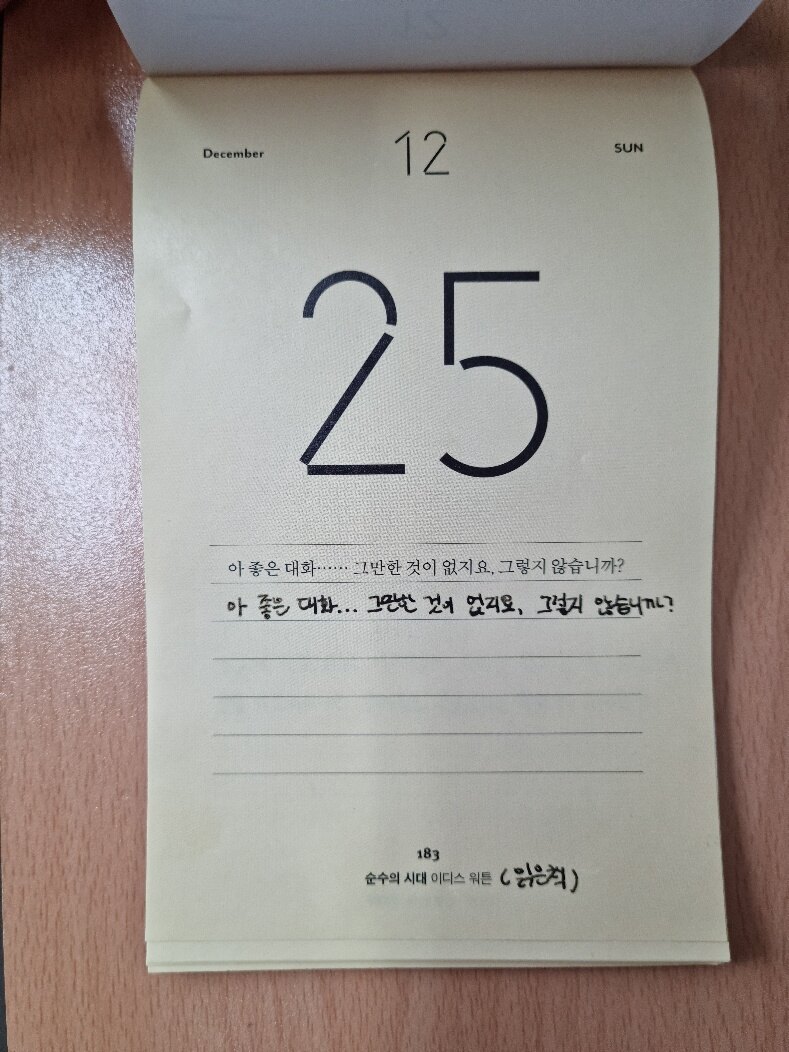 December 12 SUN
25
아 좋은 대화…… 그만한 것이 없지요, 그렇지 않습니까?
아 좋은 대화... 그만한 것이 없지요, 그렇지 않습니까?
183
순수의 시대 이디스 워튼 (읽은책)